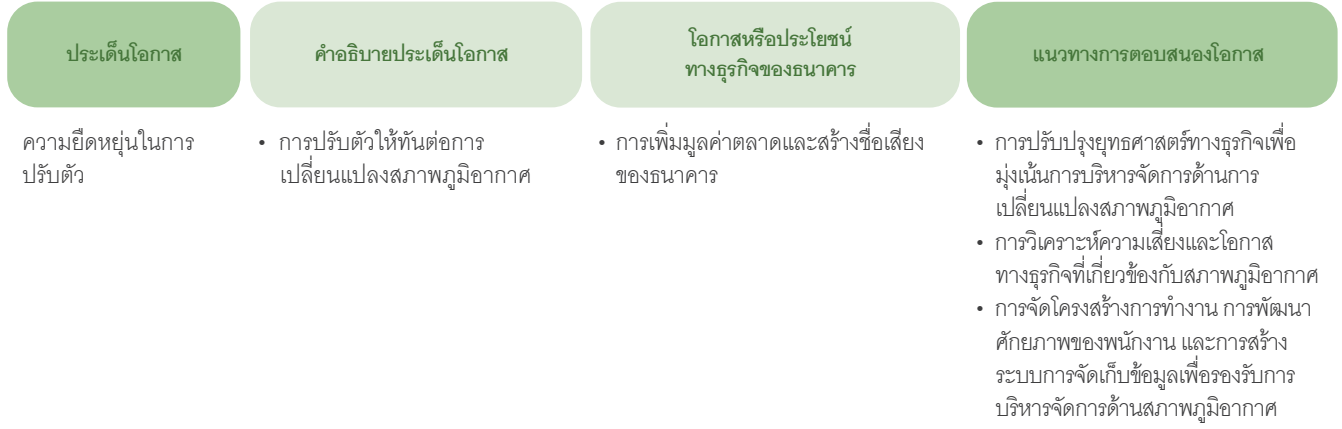 ประเด็นโอกาส
คำอธิบายประเด็นโอกาส
โอกาสหรือประโยชน์
ทางธุรกิจของธนาคาร
แนวทางการตอบสนองโอกาส
ความยืดหยุ่นในการ
ปรับตัว
• การปรับตัวให้ทันต่อการ
เปลี่ยนแปลงสภาพภูมิอากาศ
• การเพิ่มมูลค่าตลาดและสร้างชื่อเสียง
ของธนาคาร
• การปรับปรุงยุทธศาสตร์ทางธุรกิจเพื่อ
มุ่งเน้นการบริหารจัดการด้านการ
เปลี่ยนแปลงสภาพภูมิอากาศ
• การวิเคราะห์ความเสี่ยงและโอกาส
ทางธุรกิจที่เกี่ยวข้องกับสภาพภูมิอากาศ
• การจัดโครงสร้างการทำงาน การพัฒนา
ศักยภาพของพนักงาน และการสร้าง
ระบบการจัดเก็บข้อมูลเพื่อรองรับการ
บริหารจัดการด้านสภาพภูมิอากาศ